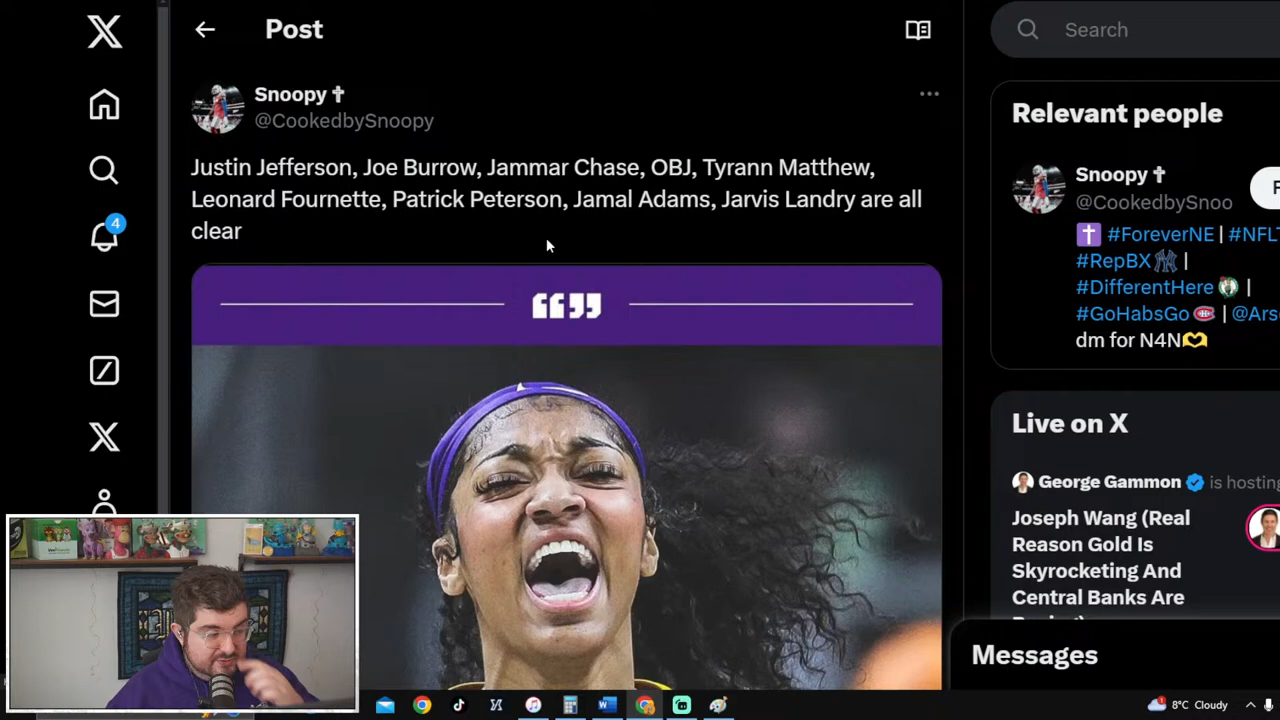 Post
Search
Snoopy ✝
@CookedbySnoopy
Justin Jefferson, Joe Burrow, Jammar Chase, OBJ, Tyrann Matthew,
Leonard Fournette, Patrick Peterson, Jamal Adams, Jarvis Landry are all
clear
Relevant people
Snoopy ✝
@CookedbySnoo
#ForeverNE | #NFLT
#RepBX |
#DifferentHere |
#GoHabsGo | @Ars
dm for N4N
Live on X
George Gammon is hosting
Joseph Wang (Real
Reason Gold Is
Skyrocketing And
Central Banks Are
Messages
4
8°C Cloudy